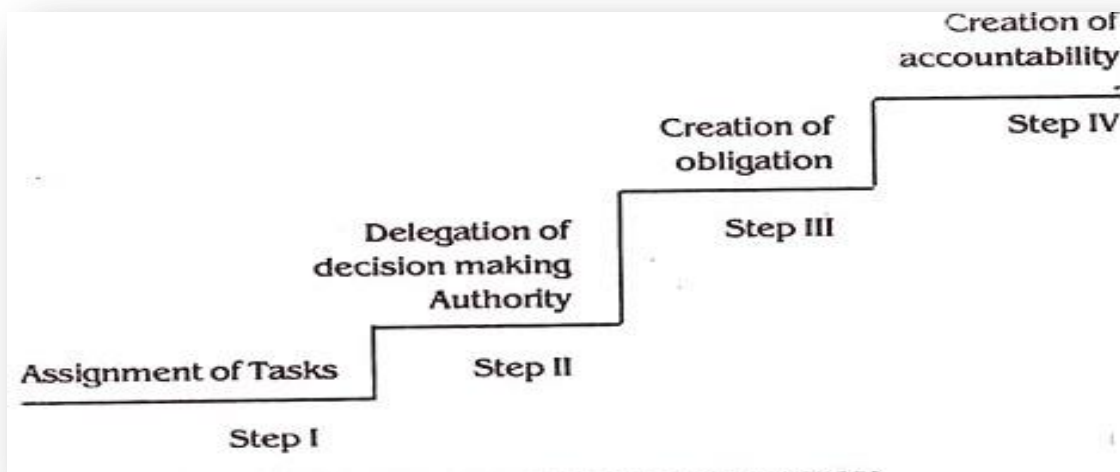 Creation of
accountability
Step IV
Creation of
obligation
Step III
Delegation of
decision making
Authority
Step II
Assignment of Tasks
Step I